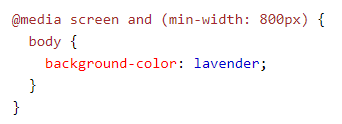 @media screen and (min-width: 800px) {
  body {
    background-color: lavender;
  }
}